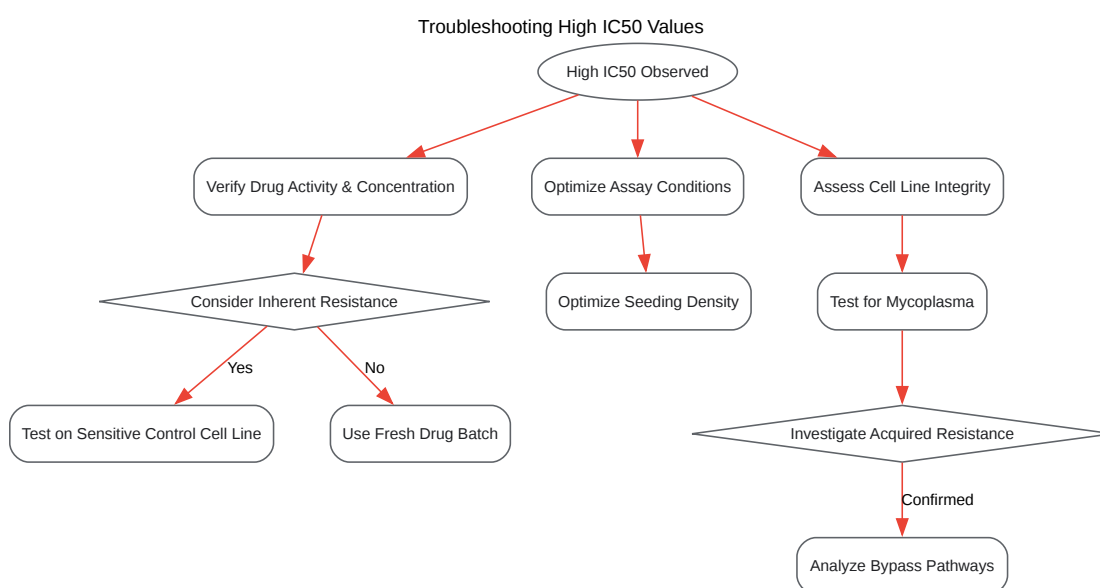 Troubleshooting High IC50 Values
High IC50 Observed
Verify Drug Activity & Concentration
Optimize Assay Conditions
Assess Cell Line Integrity
Consider Inherent Resistance
Optimize Seeding Density
Test for Mycoplasma
Yes
No
Test on Sensitive Control Cell Line
Use Fresh Drug Batch
Investigate Acquired Resistance
Confirmed
Analyze Bypass Pathways